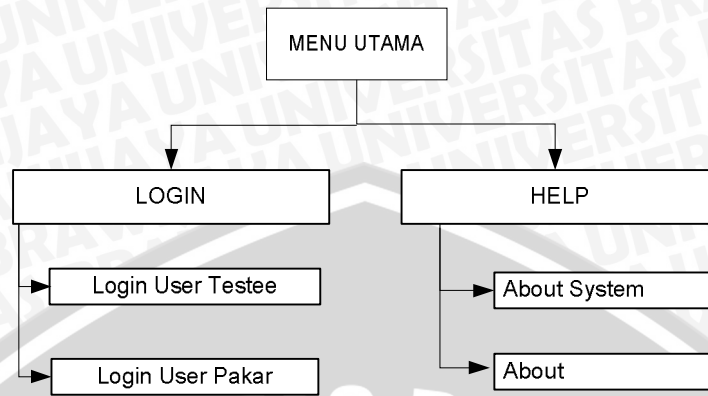 MENU UTAMA
LOGIN
HELP
Login User Testee
About System
Login User Pakar
About